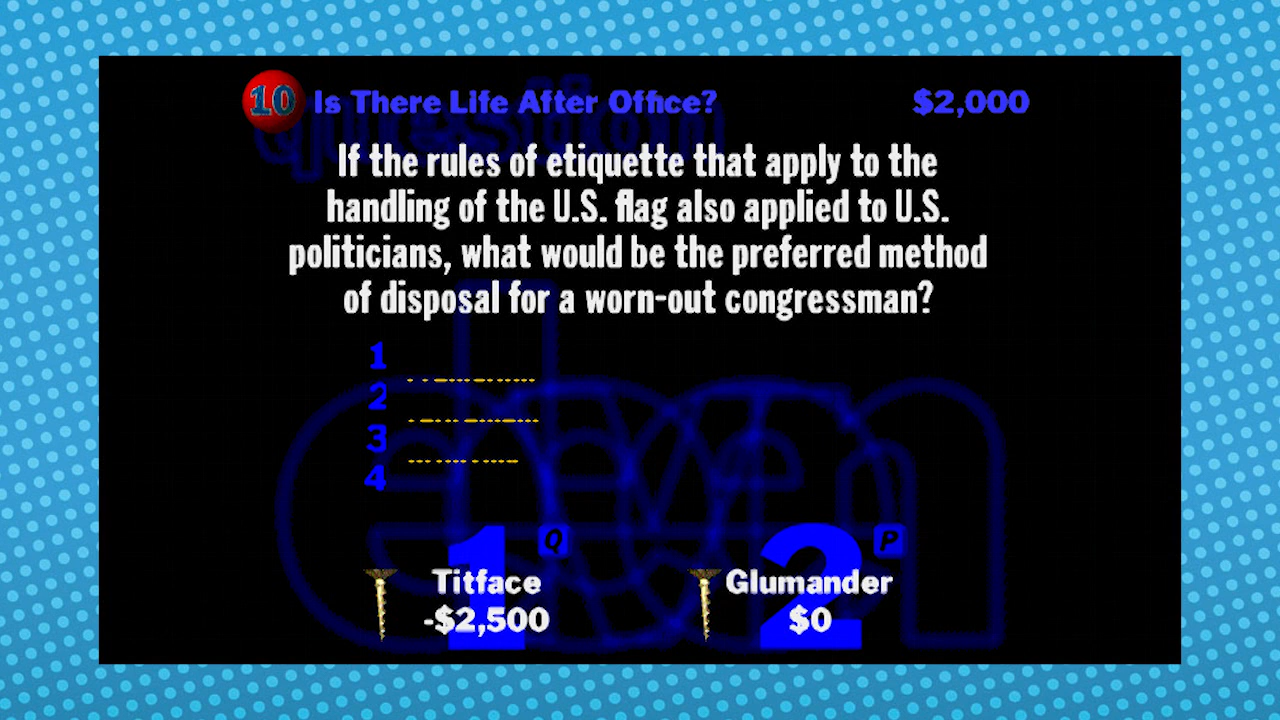 10 Is There Life After Office? $2,000
If the rules of etiquette that apply to the
handling of the U.S. flag also applied to U.S.
politicians, what would be the preferred method
of disposal for a worn-out congressman?
1
2
3
4
1 Q 2 P
Titface Glumander
-$2,500 $0